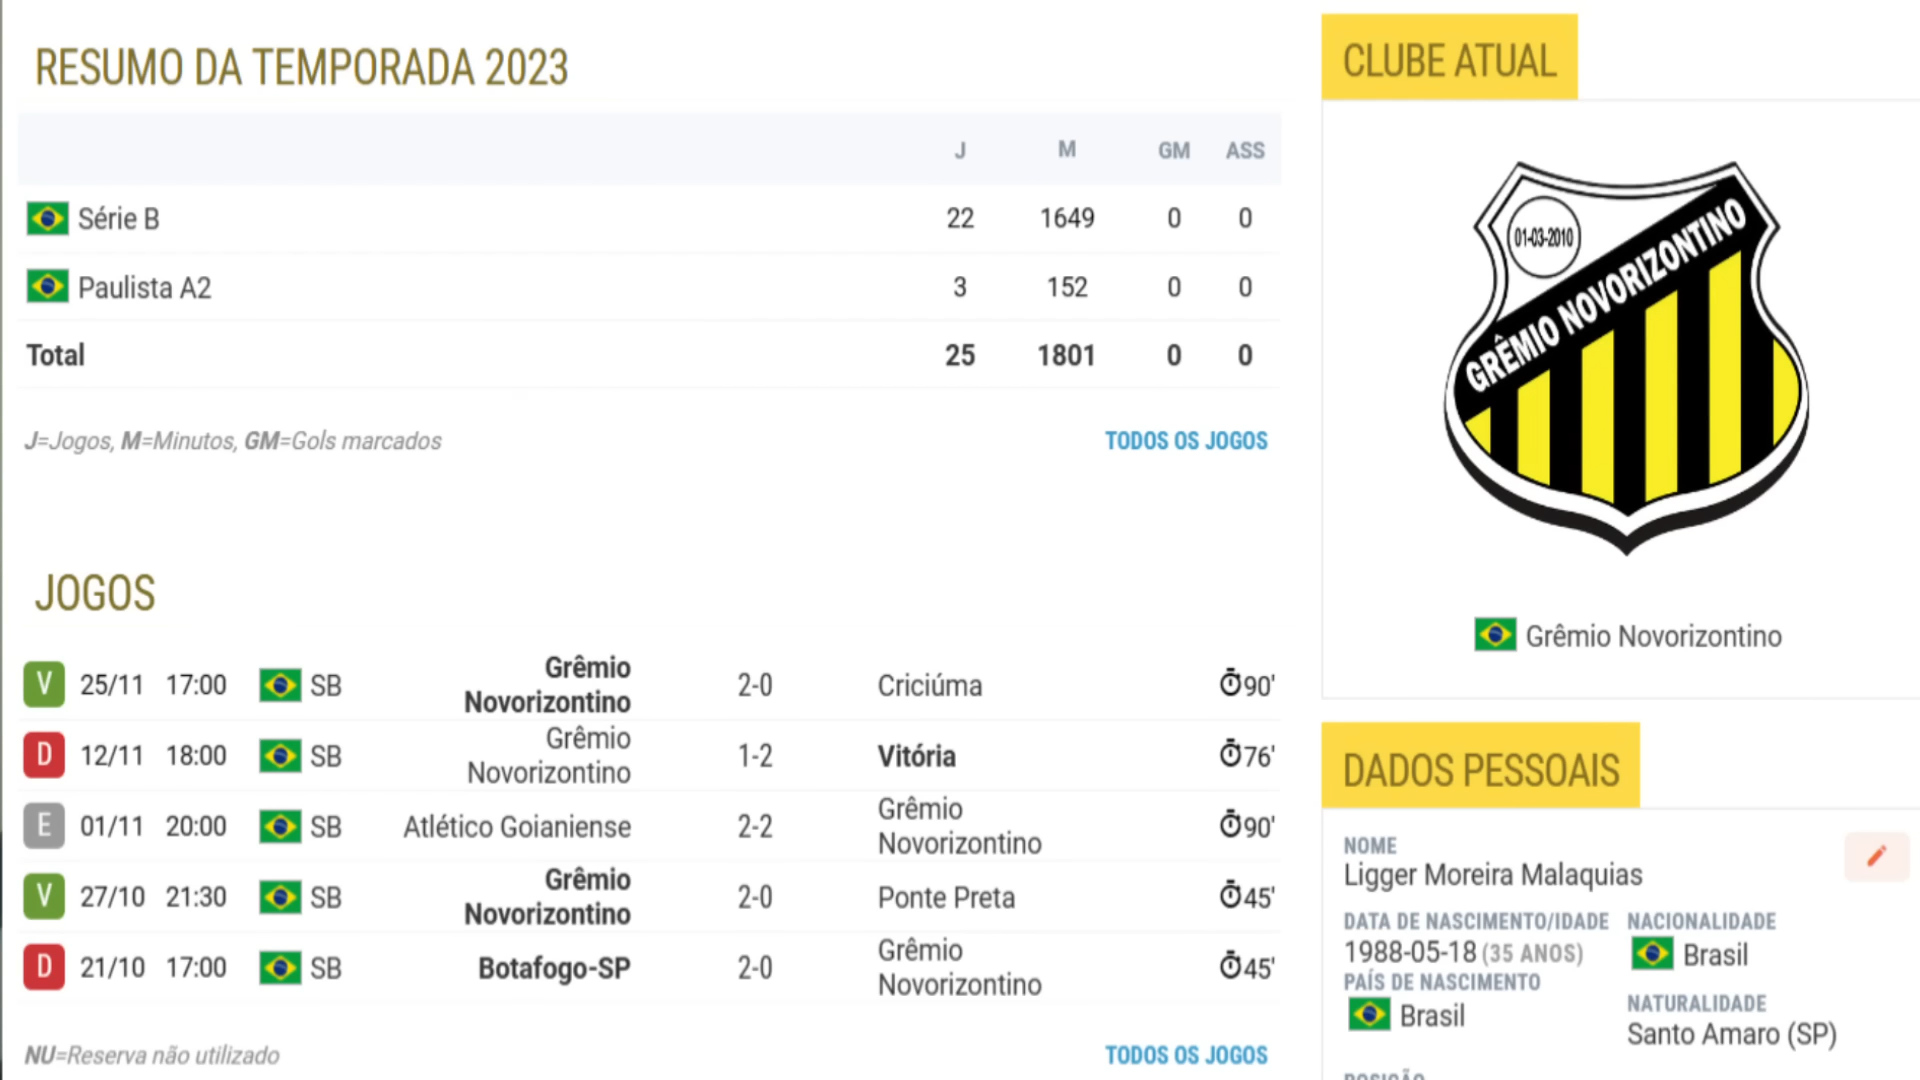 RESUMO DA TEMPORADA 2023
J M GM ASS
Série B 22 1649 0 0
Paulista A2 3 152 0 0
Total 25 1801 0 0
J=Jogos, M=Minutos, GM=Gols marcados
TODOS OS JOGOS
JOGOS
V 25/11 17:00 SB Grêmio Novorizontino 2-0 Criciúma 90'
D 12/11 18:00 SB Grêmio Novorizontino 1-2 Vitória 76'
E 01/11 20:00 SB Atlético Goianiense 2-2 Grêmio Novorizontino 90'
V 27/10 21:30 SB Grêmio Novorizontino 2-0 Ponte Preta 45'
D 21/10 17:00 SB Botafogo-SP 2-0 Grêmio Novorizontino 45'
NU=Reserva não utilizado
TODOS OS JOGOS
CLUBE ATUAL
01-03-2010
GRÊMIO NOVORIZONTINO
Grêmio Novorizontino
DADOS PESSOAIS
NOME
Ligger Moreira Malaquias
DATA DE NASCIMENTO/IDADE
1988-05-18 (35 ANOS)
NACIONALIDADE
Brasil
PAÍS DE NASCIMENTO
Brasil
NATURALIDADE
Santo Amaro (SP)
POSIÇÃO